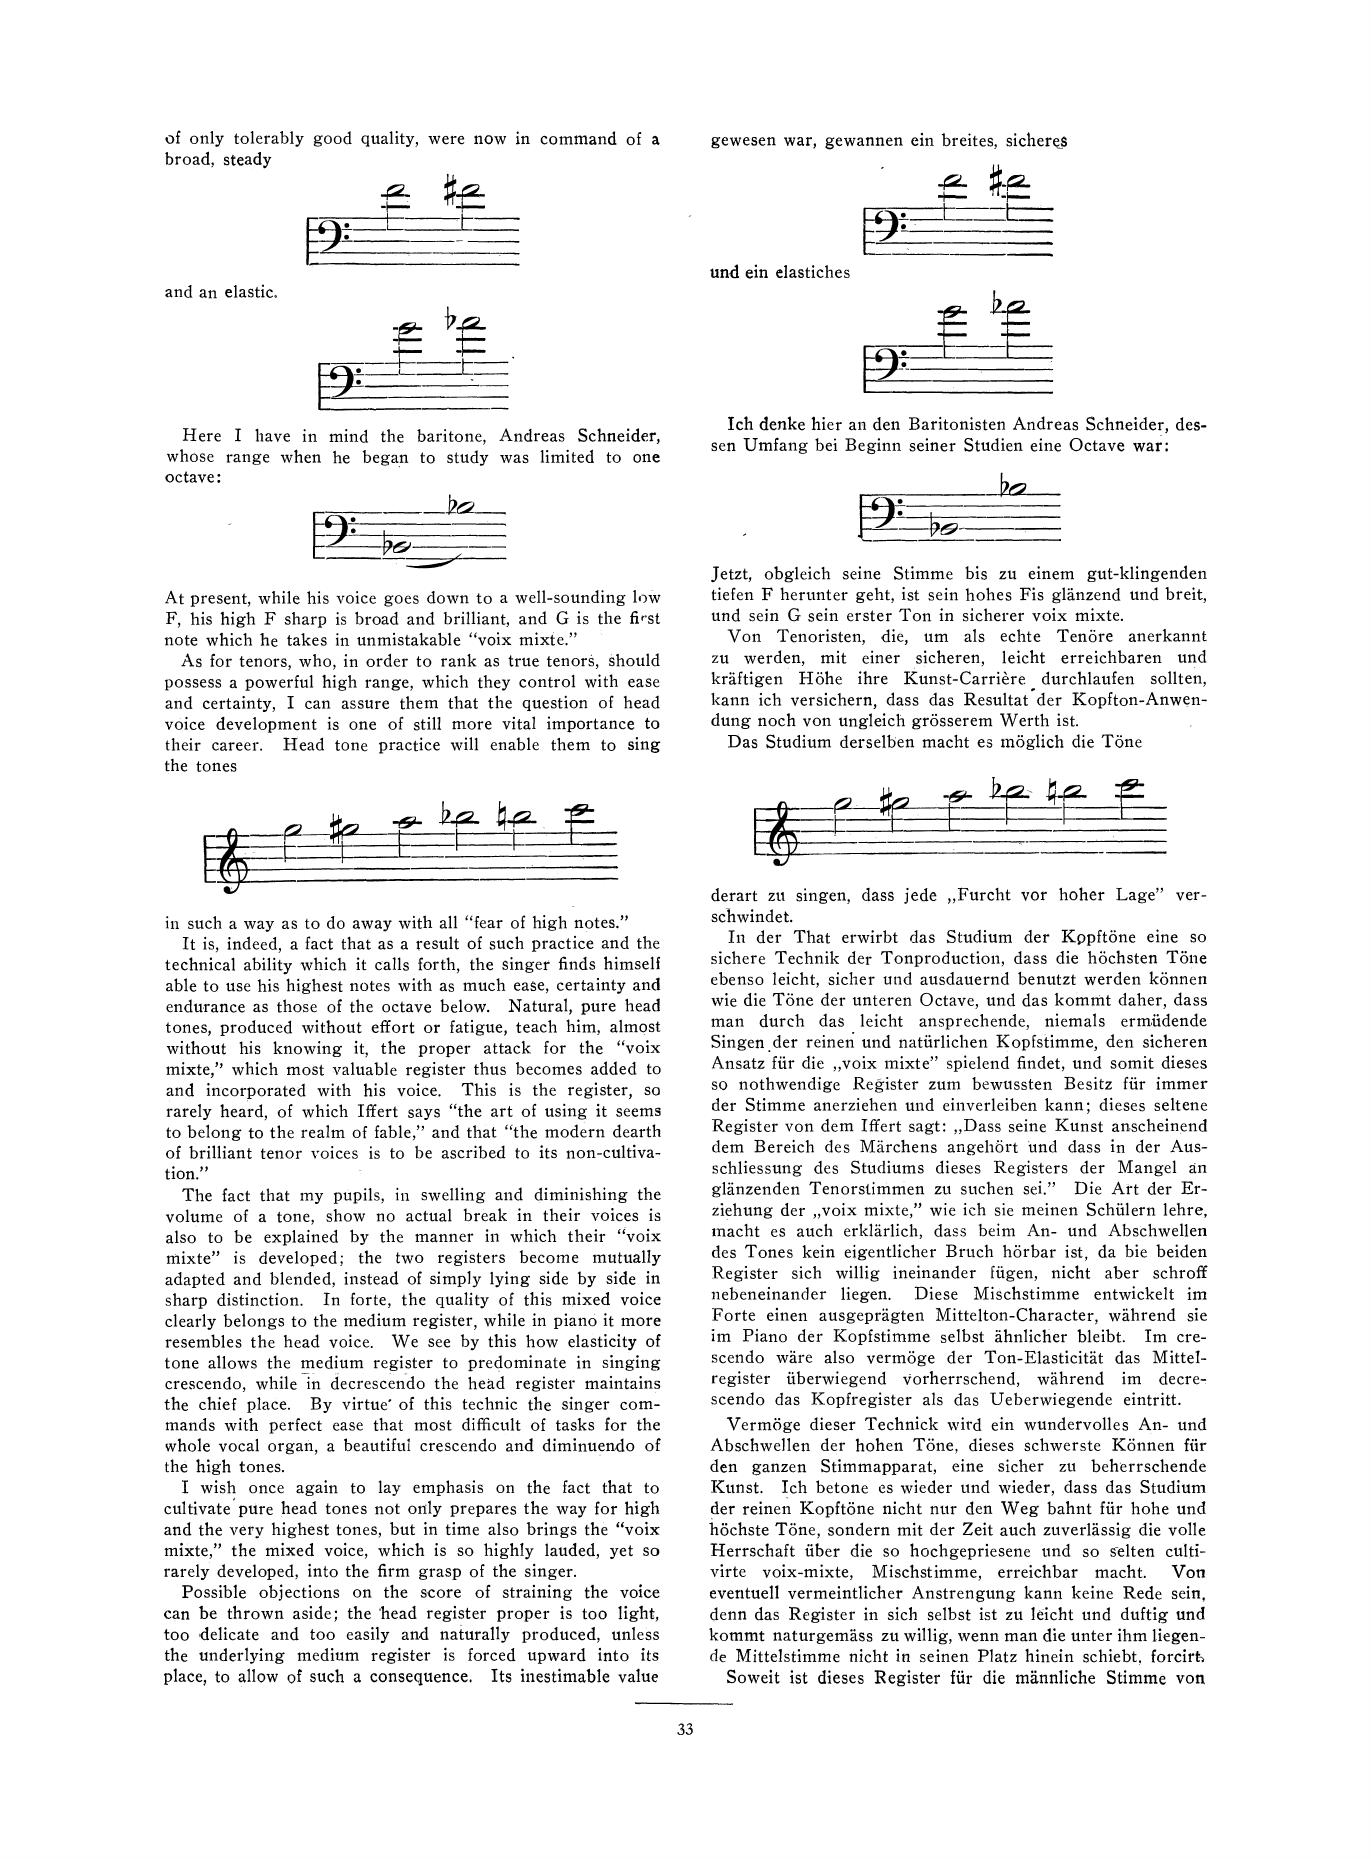 of only tolerably good quality, were now in command of a
broad, steady
and an elastic.
Here I have in mind the baritone, Andreas Schneider,
whose range when he began to study was limited to one
octave:
At present, while his voice goes down to a well-sounding low
F, his high F sharp is broad and brilliant, and G is the first
note which he takes in unmistakable “voix mixte.”
As for tenors, who, in order to rank as true tenors, should
possess a powerful high range, which they control with ease
and certainty, I can assure them that the question of head
voice development is one of still more vital importance to
their career. Head tone practice will enable them to sing
the tones
in such a way as to do away with all “fear of high notes.”
It is, indeed, a fact that as a result of such practice and the
technical ability which it calls forth, the singer finds himself
able to use his highest notes with as much ease, certainty and
endurance as those of the octave below. Natural, pure head
tones, produced without effort or fatigue, teach him, almost
without his knowing it, the proper attack for the “voix
mixte,” which most valuable register thus becomes added to
and incorporated with his voice. This is the register, so
rarely heard, of which Iffert says “the art of using it seems
to belong to the realm of fable,” and that “the modern dearth
of brilliant tenor voices is to be ascribed to its non-cultiva-
tion.”
The fact that my pupils, in swelling and diminishing the
volume of a tone, show no actual break in their voices is
also to be explained by the manner in which their “voix
mixte” is developed; the two registers become mutually
adapted and blended, instead of simply lying side by side in
sharp distinction. In forte, the quality of this mixed voice
clearly belongs to the medium register, while in piano it more
resembles the head voice. We see by this how elasticity of
tone allows the medium register to predominate in singing
crescendo, while in decrescendo the head register maintains
the chief place. By virtue of this technic the singer com-
mands with perfect ease that most difficult of tasks for the
whole vocal organ, a beautiful crescendo and diminuendo of
the high tones.
I wish once again to lay emphasis on the fact that to
cultivate pure head tones not only prepares the way for high
and the very highest tones, but in time also brings the “voix
mixte,” the mixed voice, which is so highly lauded, yet so
rarely developed, into the firm grasp of the singer.
Possible objections on the score of straining the voice
can be thrown aside; the head register proper is too light,
too delicate and too easily and naturally produced, unless
the underlying medium register is forced upward into its
place, to allow of such a consequence. Its inestimable value
gewesen war, gewannen ein breites, sicheres
und ein elastiches
Ich denke hier an den Baritonisten Andreas Schneider, des-
sen Umfang bei Beginn seiner Studien eine Octave war:
Jetzt, obgleich seine Stimme bis zu einem gut-klingenden
tiefen F herunter geht, ist sein hohes Fis glänzend und breit,
und sein G sein erster Ton in sicherer voix mixte.
Von Tenoristen, die, um als echte Tenöre anerkannt
zu werden, mit einer sicheren, leicht erreichbaren und
kräftigen Höhe ihre Kunst-Carrière durchlaufen sollten,
kann ich versichern, dass das Resultat der Kopfton-Anwen-
dung noch von ungleich grösserem Werth ist.
Das Studium derselben macht es möglich die Töne
derart zu singen, dass jede „Furcht vor hoher Lage” ver-
schwindet.
In der That erwirbt das Studium der Kopftöne eine so
sichere Technik der Tonproduction, dass die höchsten Töne
ebenso leicht, sicher und ausdauernd benutzt werden können
wie die Töne der unteren Octave, und das kommt daher, dass
man durch das leicht ansprechende, niemals ermüdende
Singen der reinen und natürlichen Kopfstimme, den sicheren
Ansatz für die „voix mixte” spielend findet, und somit dieses
so nothwendige Register zum bewussten Besitz für immer
der Stimme anerziehen und einverleiben kann; dieses seltene
Register von dem Iffert sagt: „Dass seine Kunst anscheinend
dem Bereich des Märchens angehört und dass in der Aus-
schliessung des Studiums dieses Registers der Mangel an
glänzenden Tenorstimmen zu suchen sei.” Die Art der Er-
ziehung der „voix mixte,” wie ich sie meinen Schülern lehre,
macht es auch erklärlich, dass beim An- und Abschwellen
des Tones kein eigentlicher Bruch hörbar ist, da bie beiden
Register sich willig ineinander fügen, nicht aber schroff
nebeneinander liegen. Diese Mischstimme entwickelt im
Forte einen ausgeprägten Mittelton-Character, während sie
im Piano der Kopfstimme selbst ähnlicher bleibt. Im cre-
scendo wäre also vermöge der Ton-Elasticität das Mittel-
register überwiegend vorherrschend, während im decre-
scendo das Kopfregister als das Ueberwiegende eintritt.
Vermöge dieser Technick wird ein wundervolles An- und
Abschwellen der hohen Töne, dieses schwerste Können für
den ganzen Stimmapparat, eine sicher zu beherrschende
Kunst. Ich betone es wieder und wieder, dass das Studium
der reinen Kopftöne nicht nur den Weg bahnt für hohe und
höchste Töne, sondern mit der Zeit auch zuverlässig die volle
Herrschaft über die so hochgepriesene und so selten culti-
virte voix-mixte, Mischstimme, erreichbar macht. Von
eventuell vermeintlicher Anstrengung kann keine Rede sein,
denn das Register in sich selbst ist zu leicht und duftig und
kommt naturgemäss zu willig, wenn man die unter ihm liegen-
de Mittelstimme nicht in seinen Platz hinein schiebt, forcirt.
Soweit ist dieses Register für die männliche Stimme von
33